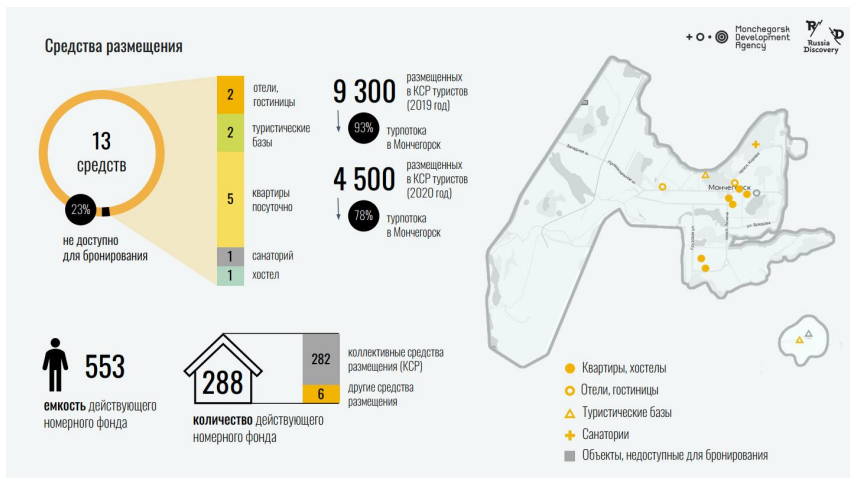 Средства размещения
+
Monchegorsk
Development
Agency
Russia
Discovery
13
средств
23%
не доступно
для бронирования
2
отели,
гостиницы
2
туристические
базы
5
квартиры
посуточно
1
санаторий
1
хостел
9 300
размещенных
в КСР туристов
(2019 год)
93%
турпотока
в Мончегорск
4 500
размещенных
в КСР туристов
(2020 год)
78%
турпотока
в Мончегорск
Мончегорск
553
емкость действующего
номерного фонда
288
количество действующего
номерного фонда
282
коллективные средства
размещения (КСР)
6
другие средства
размещения
Квартиры, хостелы
Отели, гостиницы
Туристические базы
Санатории
Объекты, недоступные для бронирования